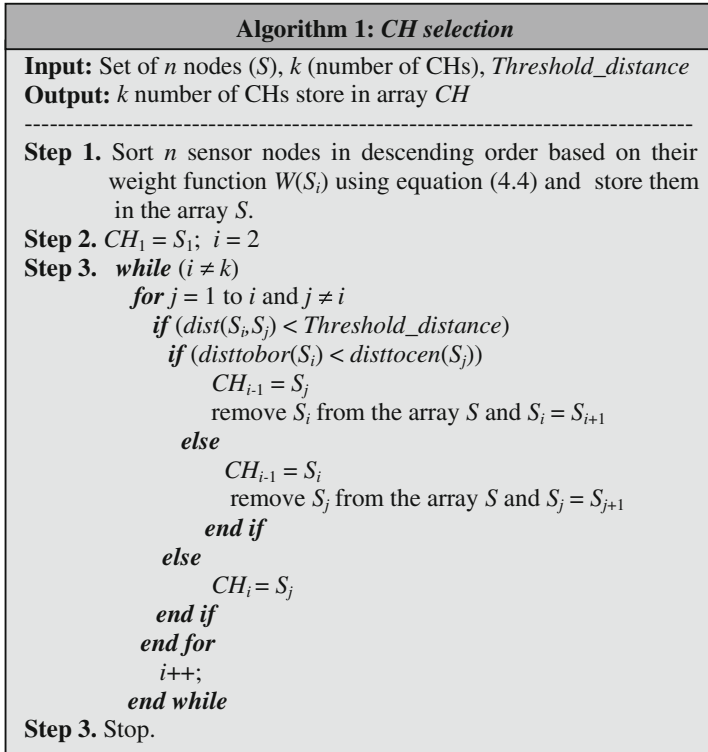 Algorithm 1: CH selection
Input: Set of n nodes (S), k (number of CHs), Threshold_distance
Output: k number of CHs store in array CH
--------------------------------------------------------------------------------
Step 1. Sort n sensor nodes in descending order based on their
weight function W(Sᵢ) using equation (4.4) and store them
in the array S.
Step 2. CH₁ = S₁; i = 2
Step 3. while (i ≠ k)
for j = 1 to i and j ≠ i
if (dist(Sᵢ,Sⱼ) < Threshold_distance)
if (disttobor(Sᵢ) < disttocen(Sⱼ))
CHᵢ₋₁ = Sⱼ
remove Sᵢ from the array S and Sᵢ = Sᵢ₊₁
else
CHᵢ₋₁ = Sᵢ
remove Sⱼ from the array S and Sⱼ = Sⱼ₊₁
end if
else
CHᵢ = Sⱼ
end if
end for
i++;
end while
Step 3. Stop.